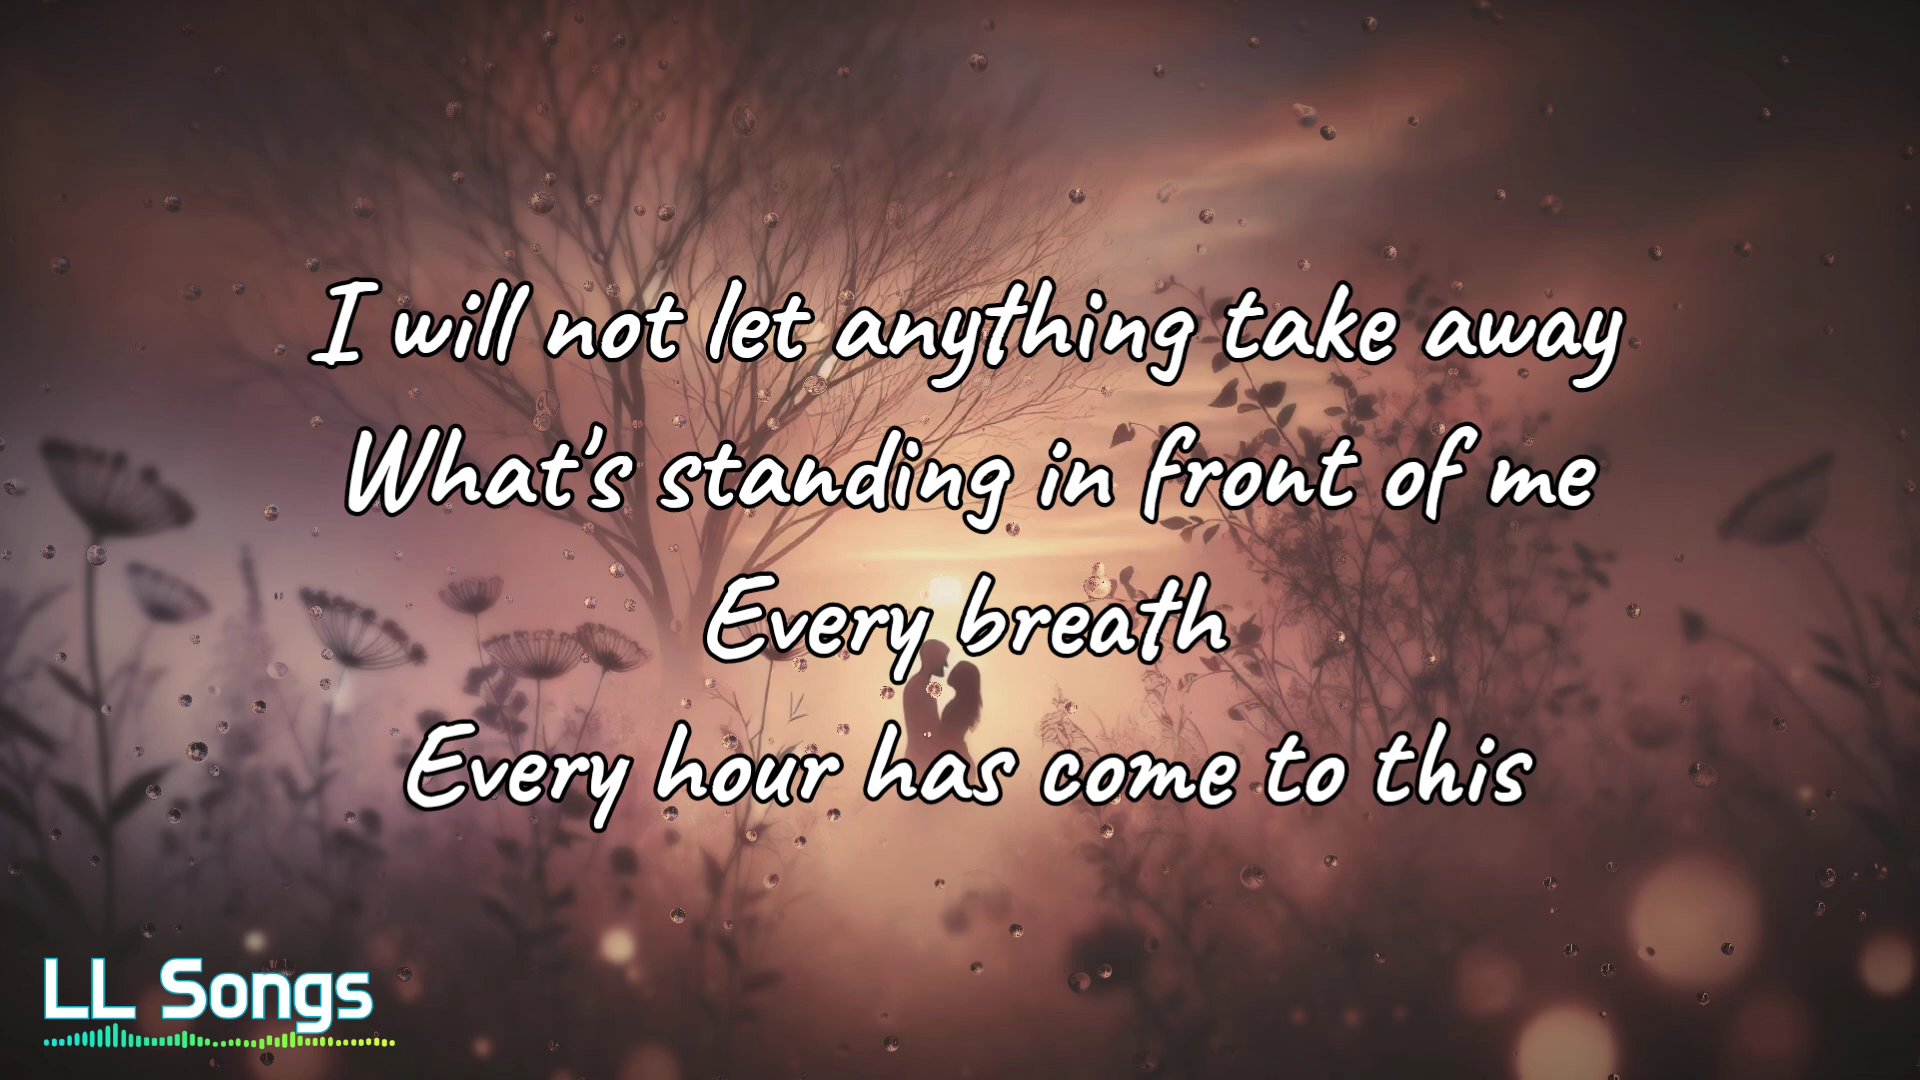 I will not let anything take away
What's standing in front of me
Every breath
Every hour has come to this
LL Songs